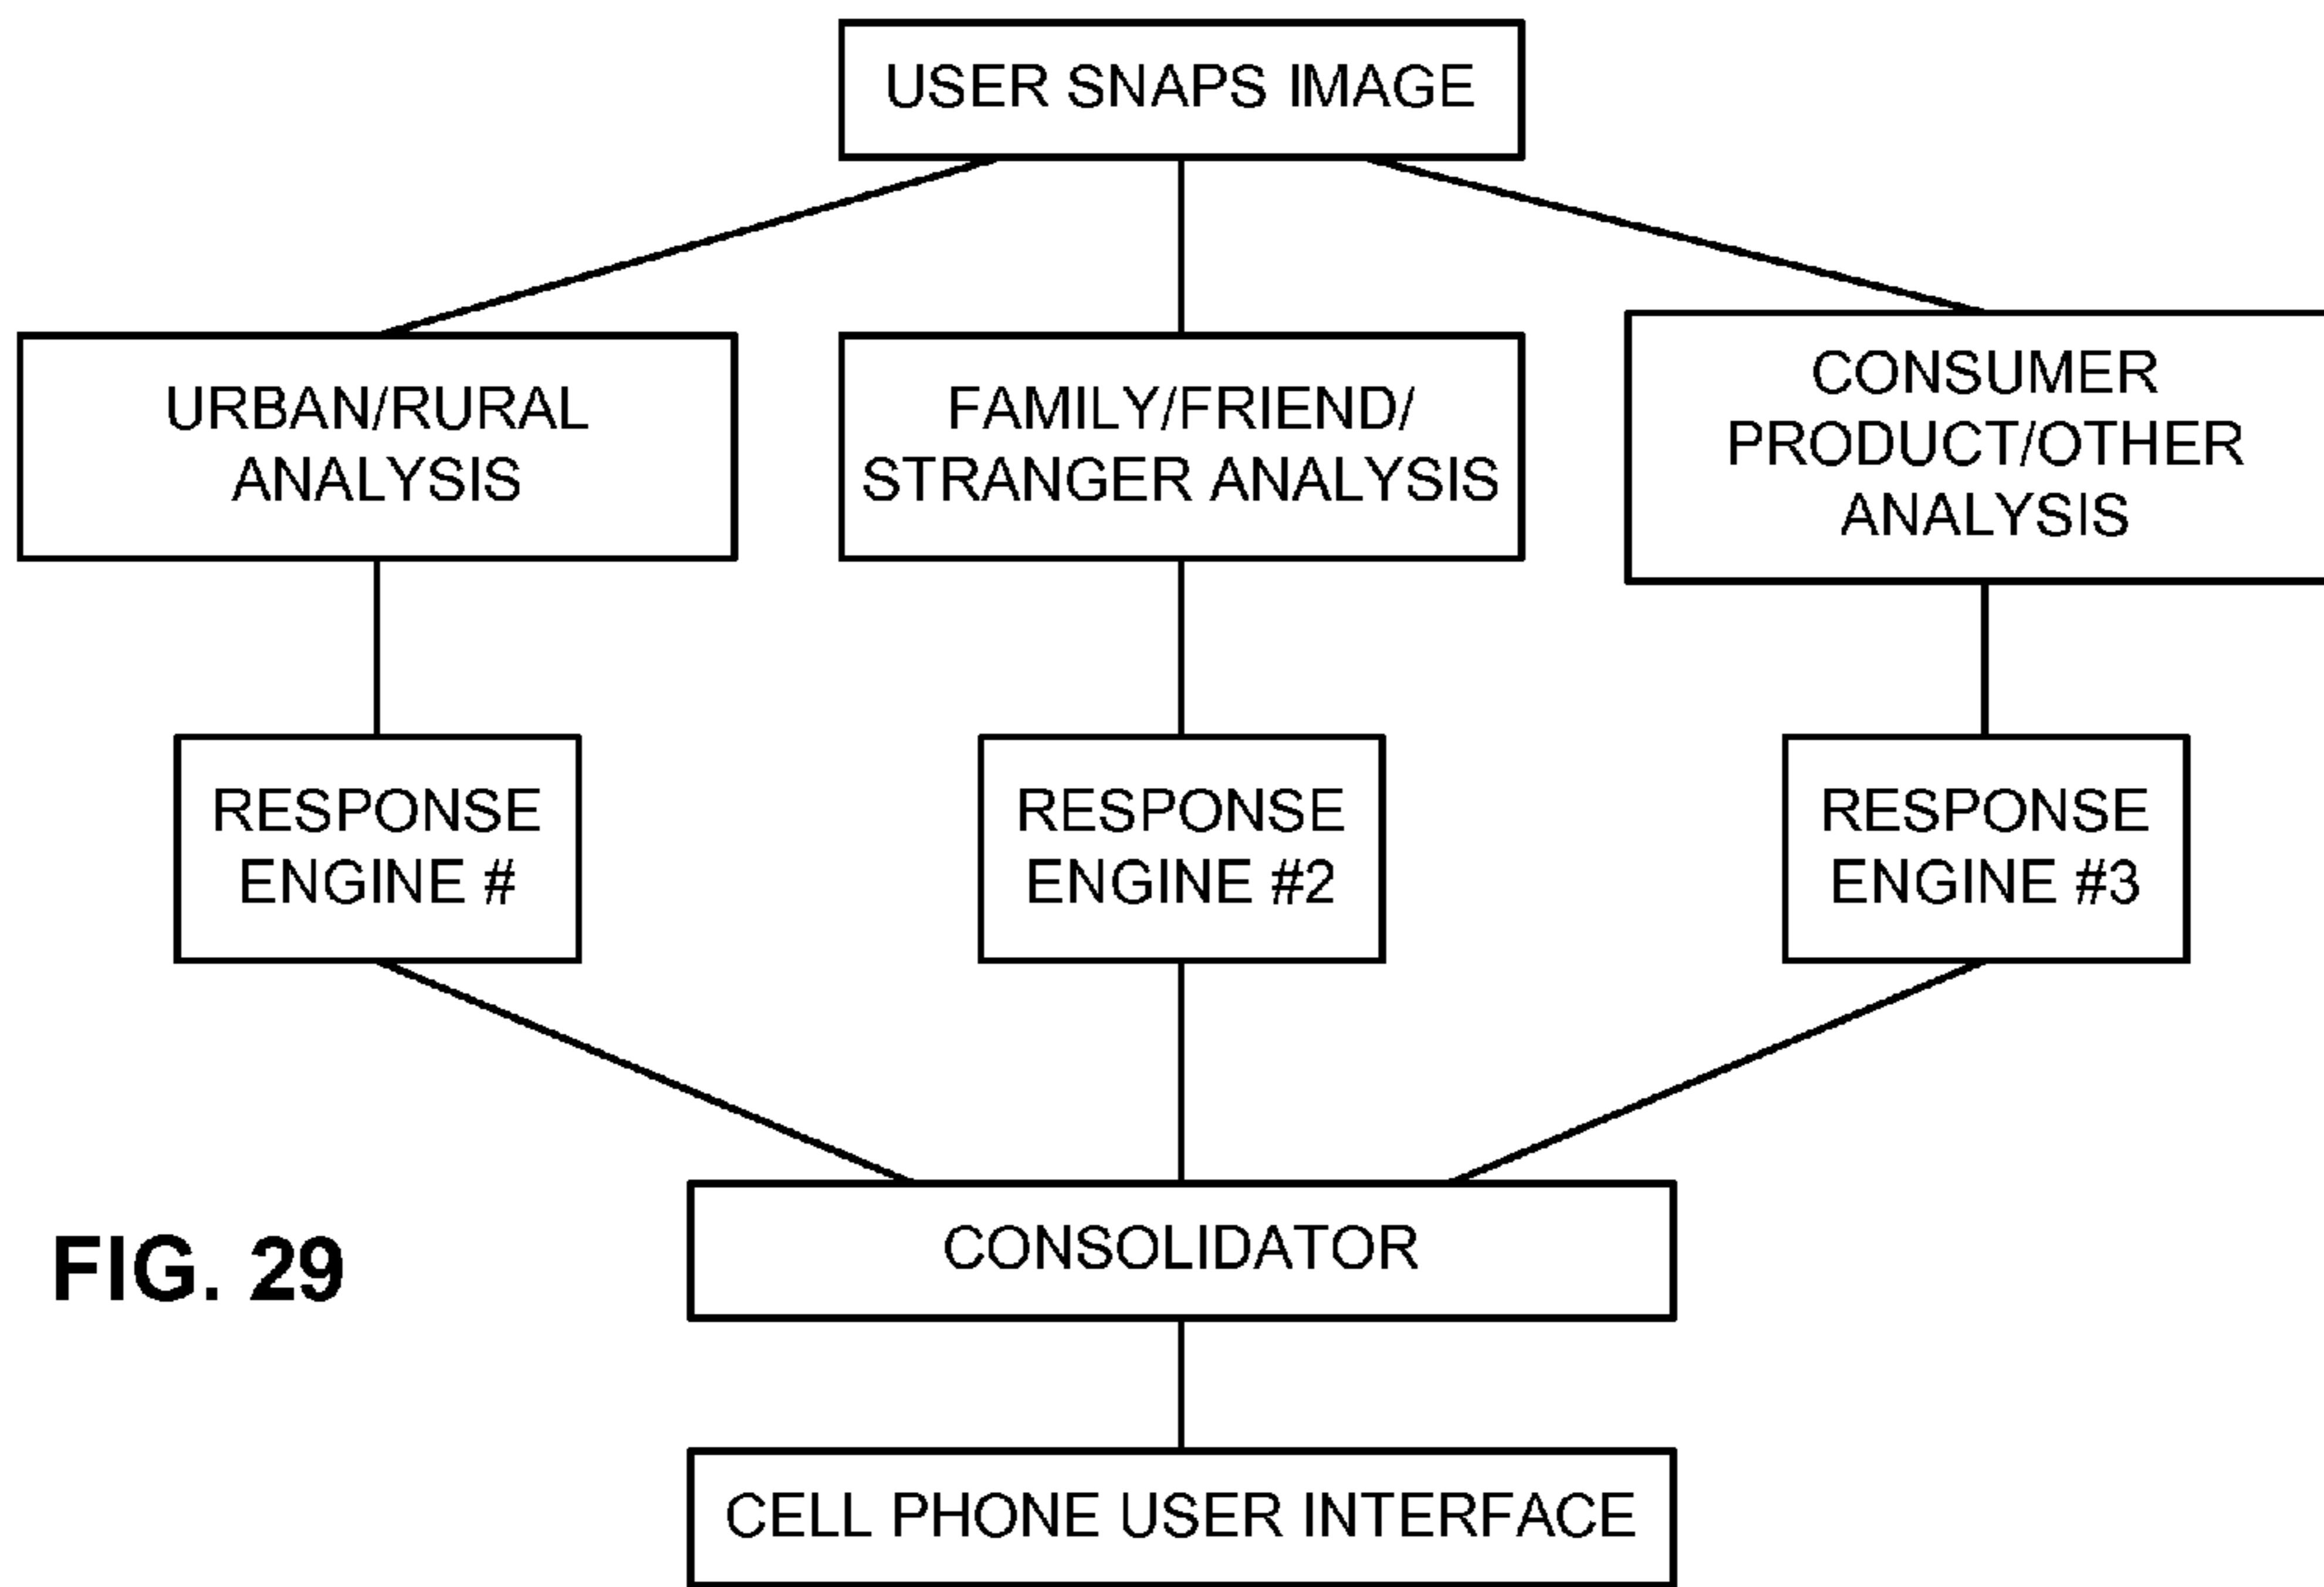 USER SNAPS IMAGE
URBAN/RURAL
ANALYSIS
FAMILY/FRIEND/
STRANGER ANALYSIS
CONSUMER
PRODUCT/OTHER
ANALYSIS
RESPONSE
ENGINE #
RESPONSE
ENGINE #2
RESPONSE
ENGINE #3
CONSOLIDATOR
FIG. 29
CELL PHONE USER INTERFACE